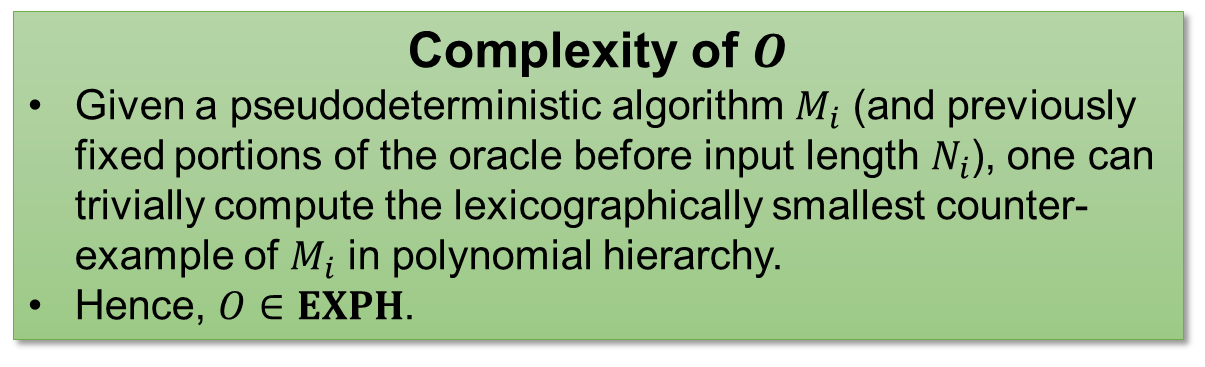 Complexity of 𝑂
• Given a pseudodeterministic algorithm 𝑀ᵢ (and previously
fixed portions of the oracle before input length 𝑁ᵢ), one can
trivially compute the lexicographically smallest counter-
example of 𝑀ᵢ in polynomial hierarchy.
• Hence, 𝑂 ∈ 𝐄𝐗𝐏𝐇.